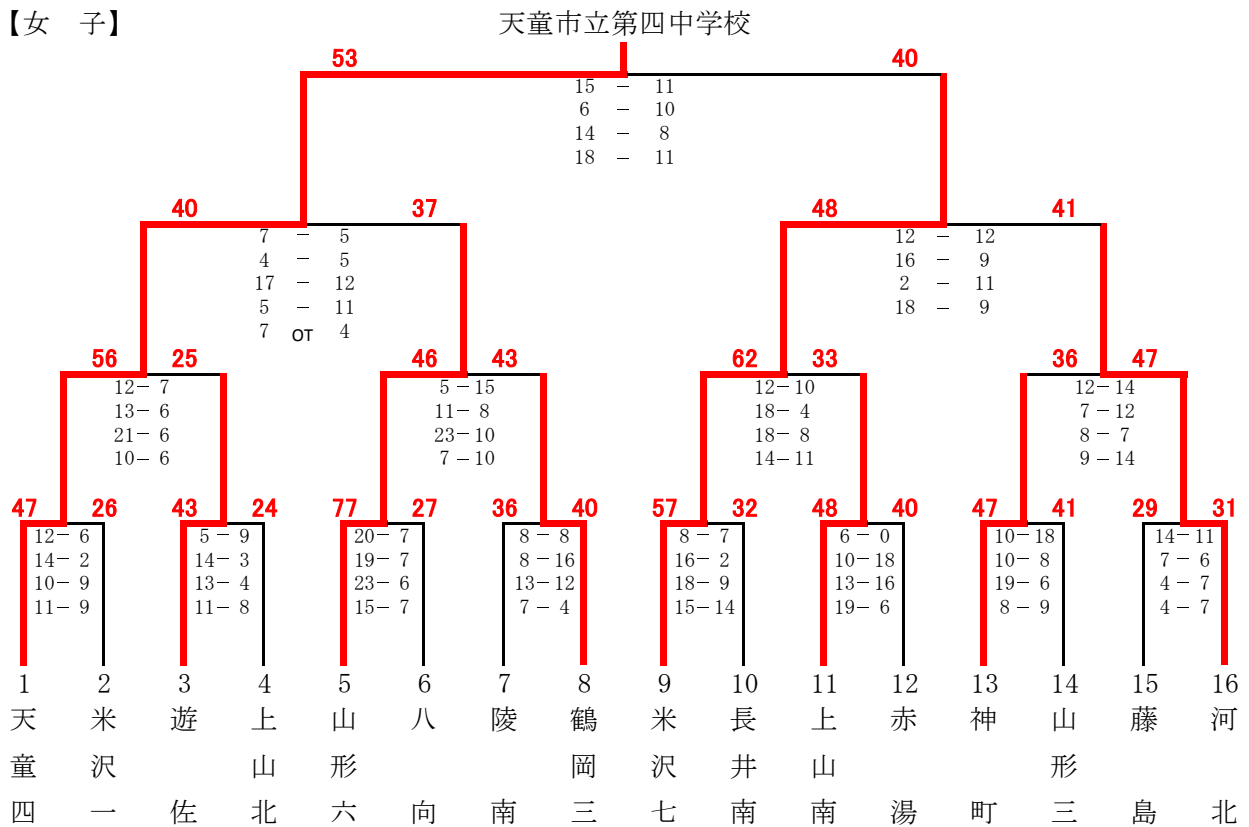 【女　子】
天童市立第四中学校
53 40
15 － 11
6 － 10
14 － 8
18 － 11
40 37 48 41
7 － 5 12 － 12
4 － 5 16 － 9
17 － 12 2 － 11
5 － 11 18 － 9
7 OT 4
56 25 46 43 62 33 36 47
12－ 7 5 －15 12－10 12－14
13－ 6 11－ 8 18－ 4 7 －12
21－ 6 23－10 18－ 8 8 － 7
10－ 6 7 －10 14－11 9 －14
47 26 43 24 77 27 36 40 57 32 48 40 47 41 29 31
12－ 6 5 － 9 20－ 7 8 － 8 8 － 7 6 － 0 10－18 14－11
14－ 2 14－ 3 19－ 7 8 －16 16－ 2 10－18 10－ 8 7 － 6
10－ 9 13－ 4 23－ 6 13－12 18－ 9 13－16 19－ 6 4 － 7
11－ 9 11－ 8 15－ 7 7 － 4 15－14 19－ 6 8 － 9 4 － 7
1 2 3 4 5 6 7 8 9 10 11 12 13 14 15 16
天童四
米沢一
遊佐
上山北
山形六
八向
陵南
鶴岡三
米沢七
長井南
上山南
赤湯
神町
山形三
藤島
河北